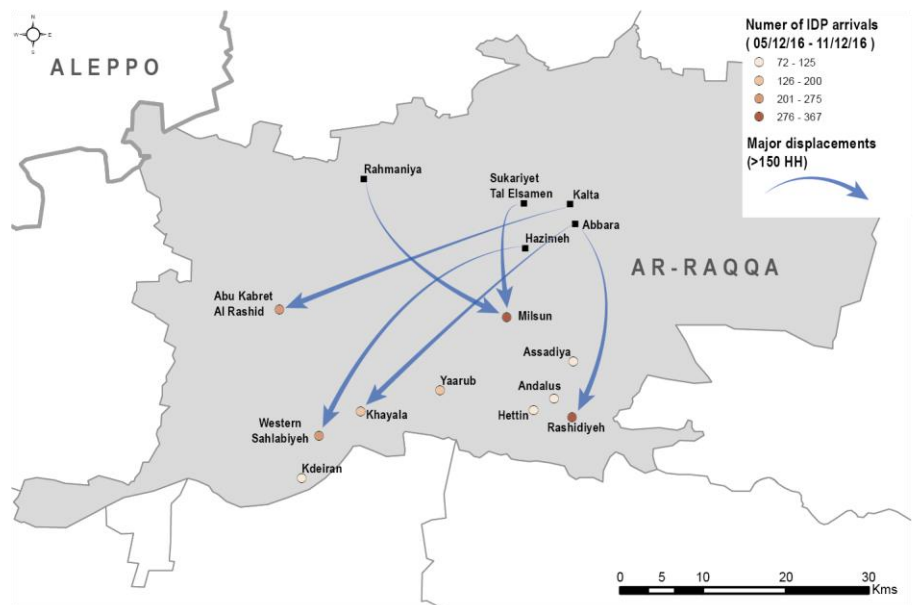 N
W
E
S
ALEPPO
Numer of IDP arrivals
( 05/12/16 - 11/12/16 )
72 - 125
126 - 200
201 - 275
276 - 367
Major displacements
(>150 HH)
Rahmaniya
Sukariyet
Tal Elsamen
Kalta
Abbara
Hazimeh
AR-RAQQA
Abu Kabret
Al Rashid
Milsun
Assadiya
Yaarub
Andalus
Khayala
Hettin
Rashidiyeh
Western
Sahlabiyeh
Kdeiran
0 5 10 20 30
Kms